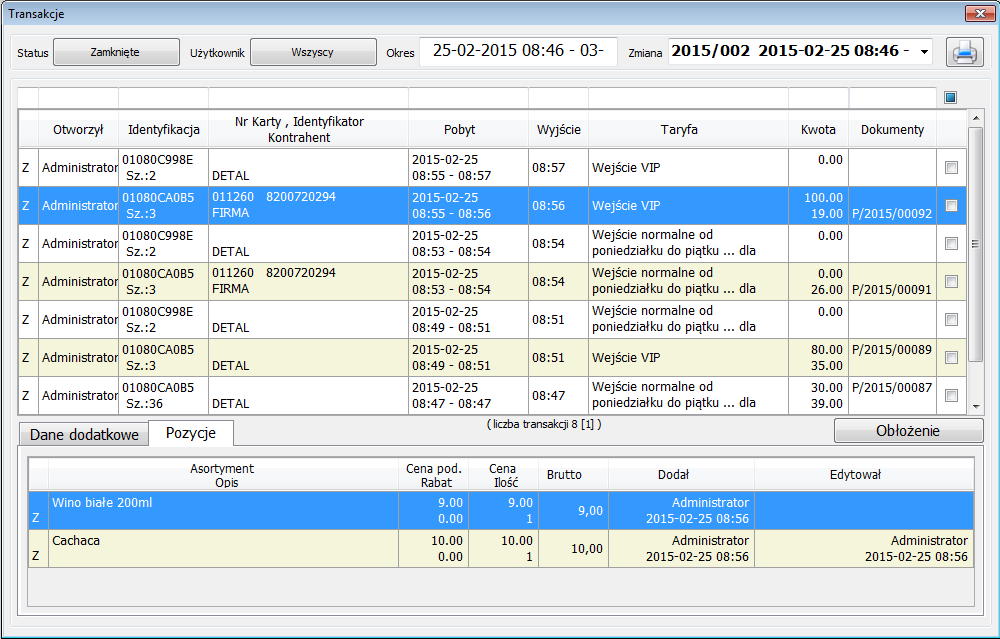 Transakcje
Status Zamknięte Użytkownik Wszyscy Okres 25-02-2015 08:46 - 03- Zmiana 2015/002 2015-02-25 08:46 -
Otworzył Identyfikacja Nr Karty , Identyfikator Kontrahent Pobyt Wyjście Taryfa Kwota Dokumenty
Z Administrator 01080C998E 2015-02-25 08:57 Wejście VIP 0.00
Sz.:2 DETAL 08:55 - 08:57
Z Administrator 01080CA0B5 011260 8200720294 2015-02-25 08:56 Wejście VIP 100.00
Sz.:3 FIRMA 08:55 - 08:56 19.00 P/2015/00092
Z Administrator 01080C998E 2015-02-25 08:54 Wejście normalne od 0.00
Sz.:2 DETAL 08:53 - 08:54 poniedziałku do piątku ... dla
Z Administrator 01080CA0B5 011260 8200720294 2015-02-25 08:54 Wejście normalne od 0.00
Sz.:3 FIRMA 08:53 - 08:54 poniedziałku do piątku ... dla 26.00 P/2015/00091
Z Administrator 01080C998E 2015-02-25 08:51 Wejście normalne od 0.00
Sz.:2 DETAL 08:49 - 08:51 poniedziałku do piątku ... dla
Z Administrator 01080CA0B5 2015-02-25 08:51 Wejście VIP 80.00 P/2015/00089
Sz.:3 DETAL 08:49 - 08:51 35.00
Z Administrator 01080CA0B5 2015-02-25 08:47 Wejście normalne od 30.00 P/2015/00087
Sz.:36 DETAL 08:47 - 08:47 poniedziałku do piątku ... dla 39.00
( liczba transakcji 8 [1] )
Dane dodatkowe Pozycje Obłożenie
Asortyment Cena pod. Cena Brutto Dodał Edytował
Opis Rabat Ilość
Z Wino białe 200ml 9.00 9.00 9,00 Administrator
0.00 1 2015-02-25 08:56
Z Cachaca 10.00 10.00 10,00 Administrator Administrator
0.00 1 2015-02-25 08:56 2015-02-25 08:56